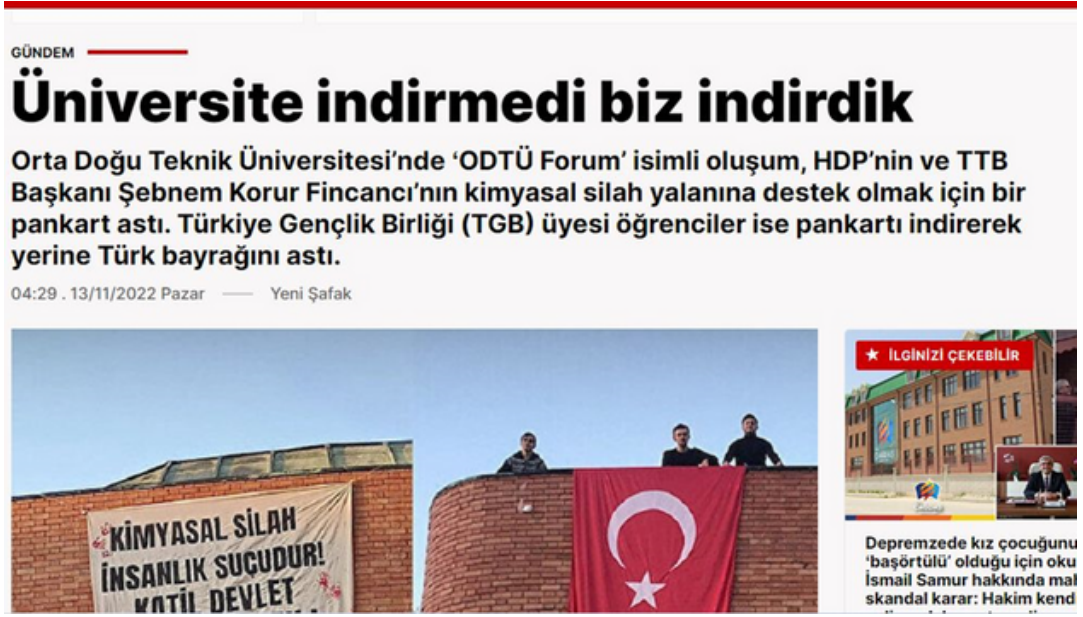 GÜNDEM
Üniversite indirmedi biz indirdik
Orta Doğu Teknik Üniversitesi’nde ‘ODTÜ Forum’ isimli oluşum, HDP’nin ve TTB
Başkanı Şebnem Korur Fincancı’nın kimyasal silah yalanına destek olmak için bir
pankart astı. Türkiye Gençlik Birliği (TGB) üyesi öğrenciler ise pankartı indirerek
yerine Türk bayrağını astı.
04:29 . 13/11/2022 Pazar — Yeni Şafak
KİMYASAL SİLAH
İNSANLIK SUÇUDUR!
KATİL DEVLET
★ İLGİNİZİ ÇEKEBİLİR
Depremzede kız çocuğunu
‘başörtülü’ olduğu için oku
İsmail Samur hakkında mah
skandal karar: Hakim kend